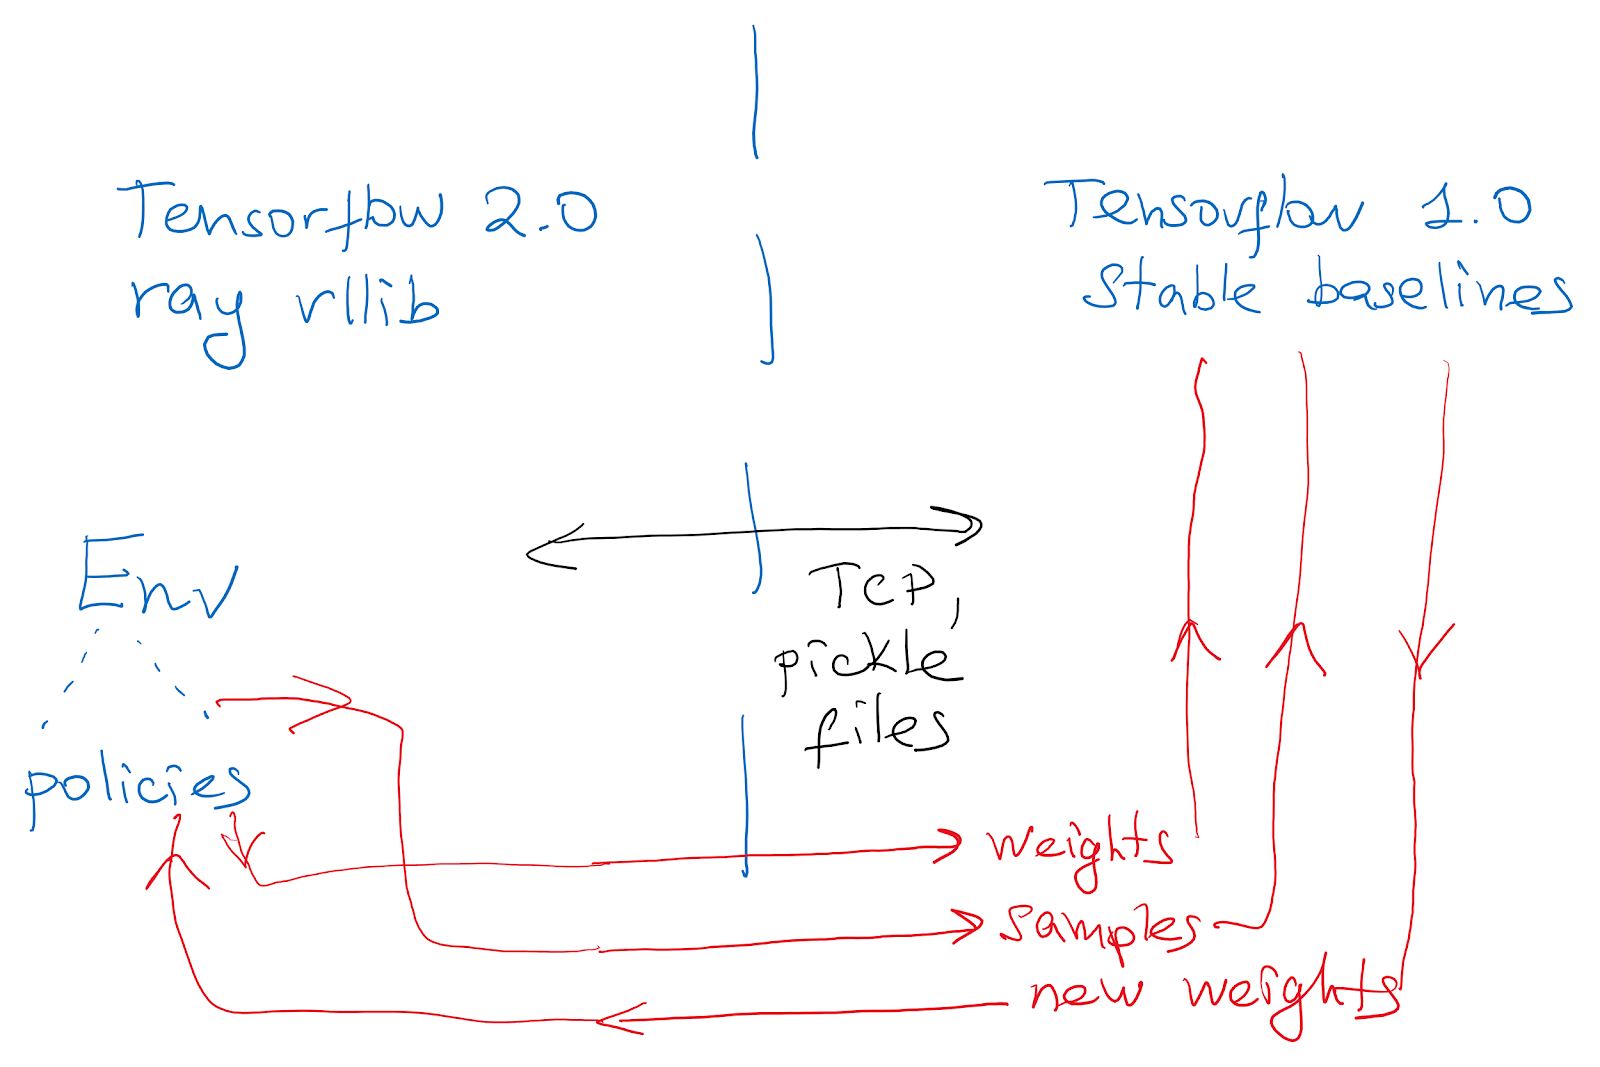 Tensorflow 2.0
ray rllib
Tensorflow 1.0
Stable baselines
Env
policies
TCP,
pickle
files
weights
samples
new weights